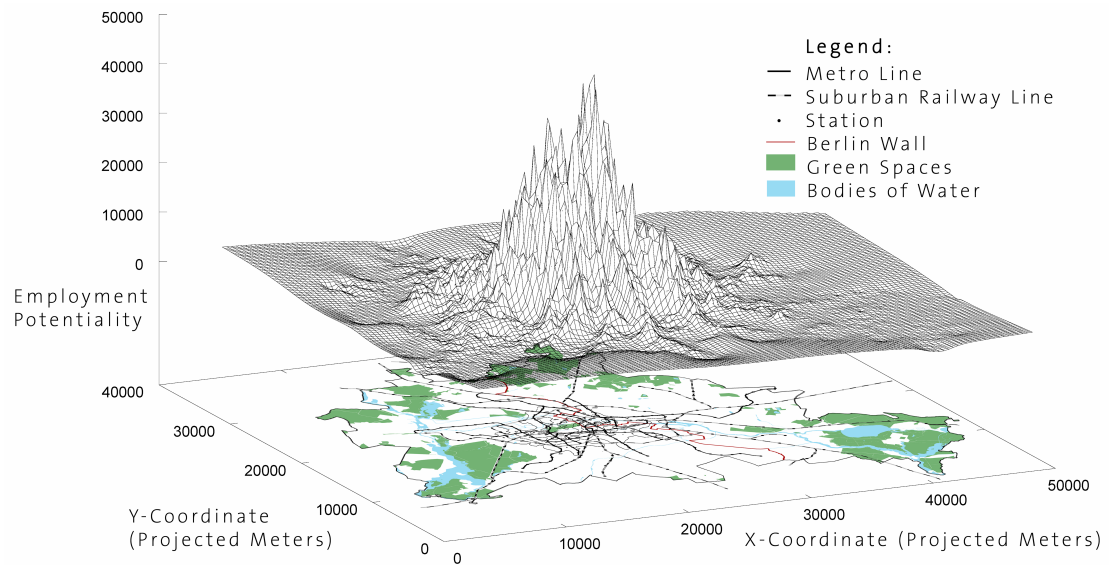 50000
40000
30000
20000
10000
0
Employment
Potentiality
Legend:
Metro Line
Suburban Railway Line
Station
Berlin Wall
Green Spaces
Bodies of Water
40000
30000
20000
10000
0
Y-Coordinate
(Projected Meters)
0
10000
20000
30000
40000
50000
X-Coordinate (Projected Meters)